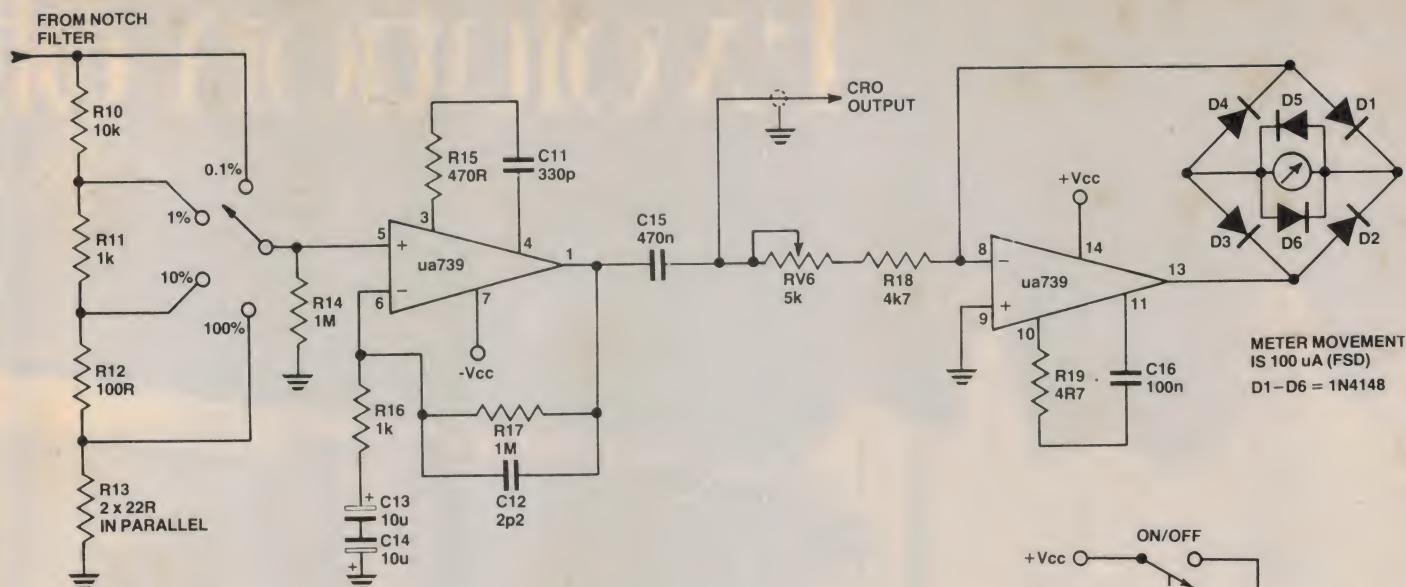 FROM NOTCH
FILTER
R10
10k
0.1%
1%
R11
1k
10%
100%
R12
100R
R13
2 x 22R
IN PARALLEL
R14
1M
R15
470R
C11
330p
3
4
5
+
ua739
1
6
−
7
-Vcc
R16
1k
R17
1M
C12
2p2
+
C13
10u
C14
10u
+
C15
470n
CRO
OUTPUT
RV6
5k
R18
4k7
+Vcc
8
−
14
ua739
13
+
9
11
10
R19
4R7
C16
100n
D4
D5
D1
D3
D6
D2
METER MOVEMENT
IS 100 uA (FSD)
D1–D6 = 1N4148
ON/OFF
+Vcc